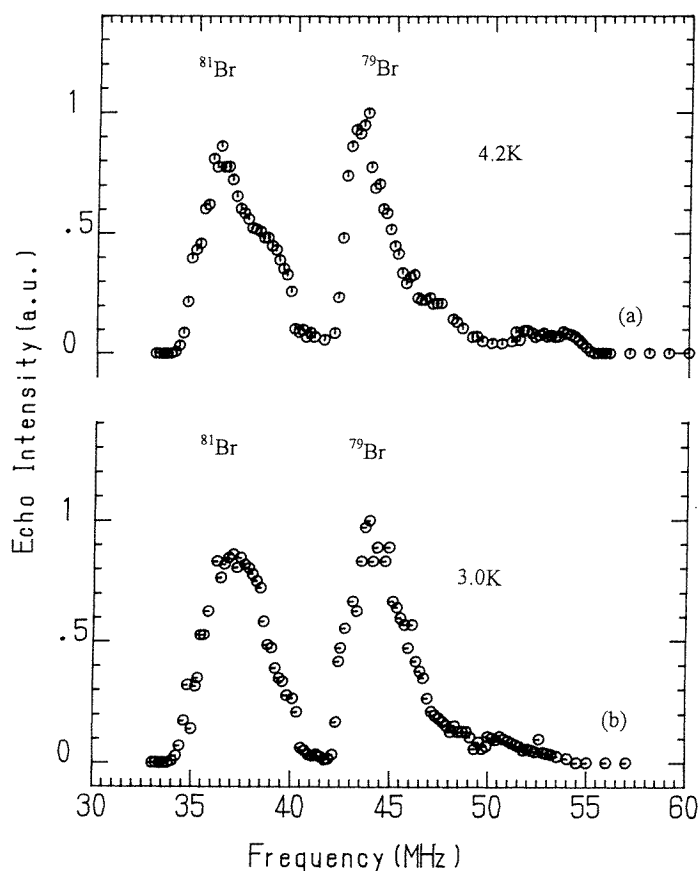 ⁸¹Br ⁷⁹Br
1
4.2K
.5
(a)
0
Echo Intensity (a.u.)
⁸¹Br ⁷⁹Br
1
3.0K
.5
(b)
0
30 35 40 45 50 55 60
Frequency (MHz)